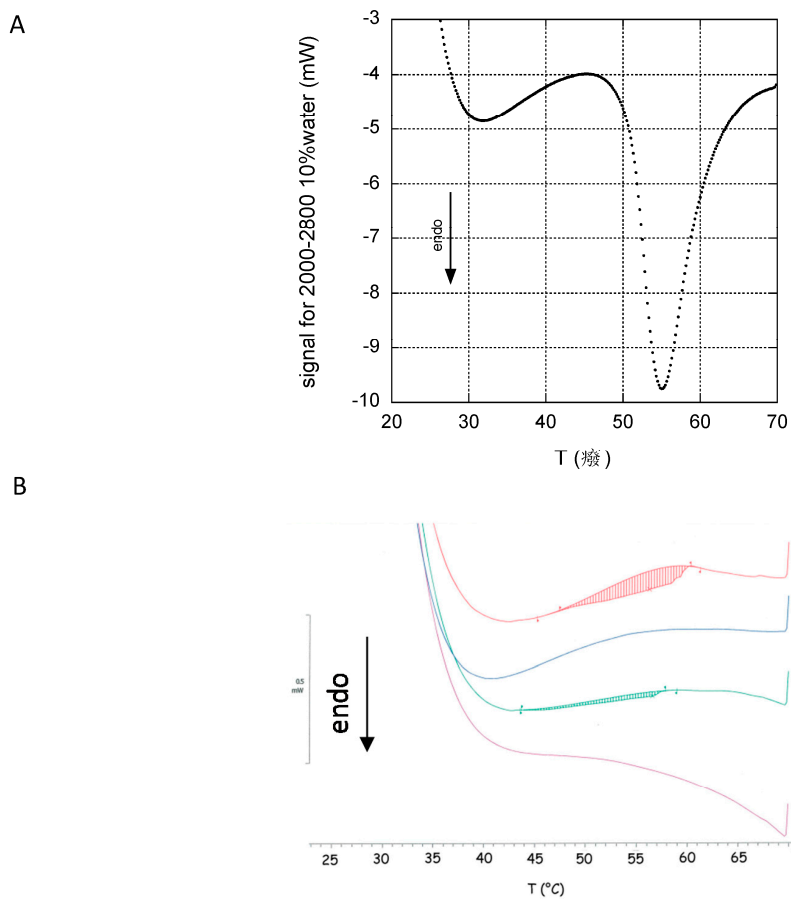 A
signal for 2000-2800 10%water (mW)
-3
-4
-5
-6
-7
-8
-9
-10
endo
20 30 40 50 60 70
T (癈)
B
0.5
mW
endo
25 30 35 40 45 50 55 60 65
T (°C)